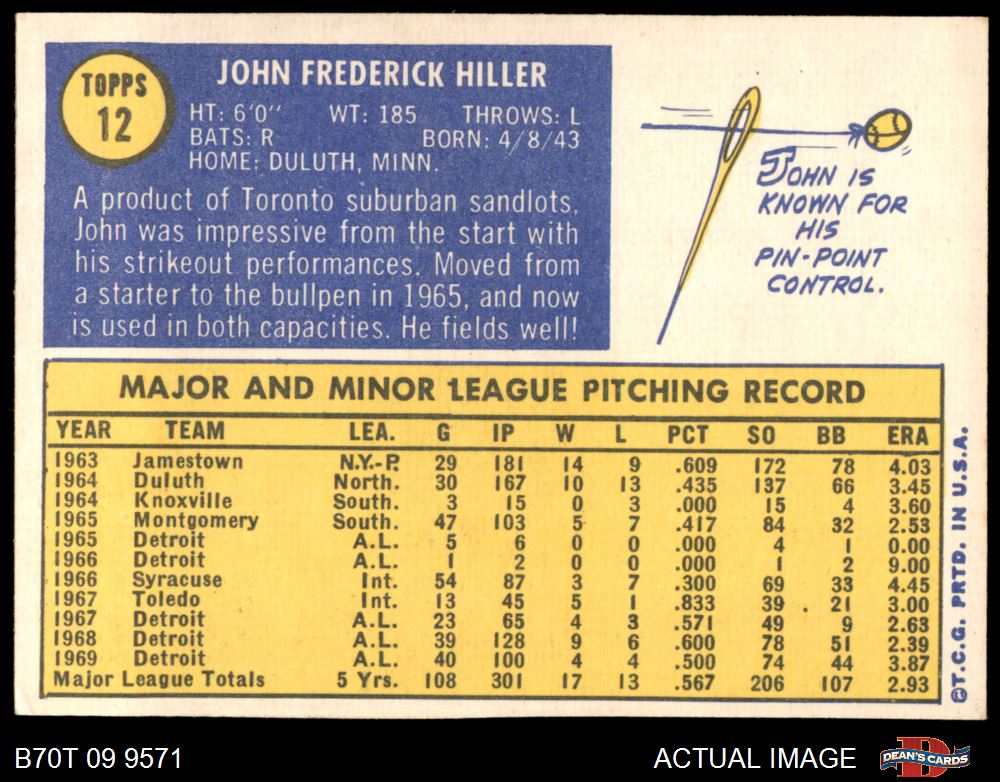 TOPPS
12
JOHN FREDERICK HILLER
HT: 6'0" WT: 185 THROWS: L
BATS: R BORN: 4/8/43
HOME: DULUTH, MINN.
A product of Toronto suburban sandlots,
John was impressive from the start with
his strikeout performances. Moved from
a starter to the bullpen in 1965, and now
is used in both capacities. He fields well!
JOHN IS
KNOWN FOR
HIS
PIN-POINT
CONTROL.
MAJOR AND MINOR LEAGUE PITCHING RECORD
YEAR TEAM LEA. G IP W L PCT SO BB ERA
1963 Jamestown N.Y.-P. 29 181 14 9 .609 172 78 4.03
1964 Duluth North. 30 167 10 13 .435 137 66 3.45
1964 Knoxville South. 3 15 0 3 .000 15 4 3.60
1965 Montgomery South. 47 103 5 7 .417 84 32 2.53
1965 Detroit A.L. 5 6 0 0 .000 4 1 0.00
1966 Detroit A.L. 1 2 0 0 .000 1 2 9.00
1966 Syracuse Int. 54 87 3 7 .300 69 33 4.45
1967 Toledo Int. 13 45 5 1 .833 39 21 3.00
1967 Detroit A.L. 23 65 4 3 .571 49 9 2.63
1968 Detroit A.L. 39 128 9 6 .600 78 51 2.39
1969 Detroit A.L. 40 100 4 4 .500 74 44 3.87
Major League Totals 5 Yrs. 108 301 17 13 .567 206 107 2.93
©T.C.G. PRTD. IN U.S.A.
B70T 09 9571
ACTUAL IMAGE
D
DEAN'S CARDS